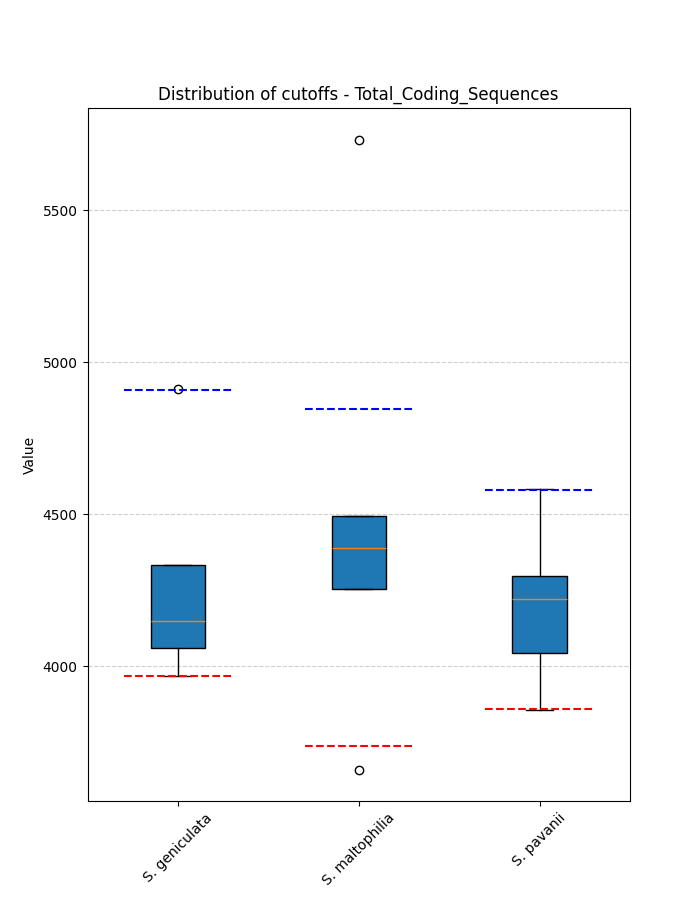 Distribution of cutoffs - Total_Coding_Sequences
Value
5500
5000
4500
4000
S. geniculata
S. maltophilia
S. pavanii